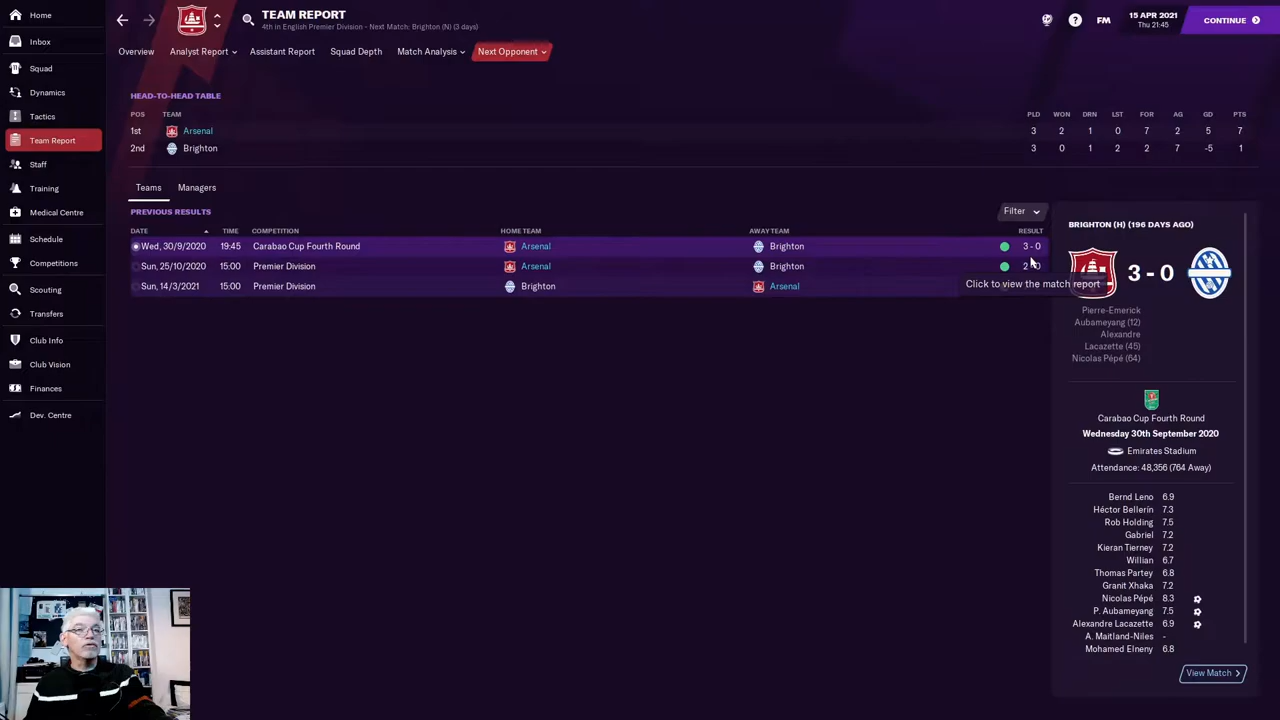 TEAM REPORT
4th in English Premier Division - Next Match: Brighton (3 days)
FM
15 APR 2021
Thu 21:45
CONTINUE
Home
Inbox
Squad
Dynamics
Tactics
Team Report
Staff
Training
Medical Centre
Schedule
Competitions
Scouting
Transfers
Club Info
Club Vision
Finances
Dev. Centre
Overview Analyst Report Assistant Report Squad Depth Match Analysis Next Opponent
HEAD-TO-HEAD TABLE
POS TEAM PLD WON DRN LST FOR AG GD PTS
1st Arsenal 3 2 1 0 7 2 5 7
2nd Brighton 3 0 1 2 2 7 -5 1
Teams Managers
PREVIOUS RESULTS
Filter
DATE TIME COMPETITION HOME TEAM AWAY TEAM RESULT
Wed, 30/9/2020 19:45 Carabao Cup Fourth Round Arsenal Brighton 3 - 0
Sun, 25/10/2020 15:00 Premier Division Arsenal Brighton
Sun, 14/3/2021 15:00 Premier Division Brighton Arsenal
Click to view the match report
BRIGHTON (H) (196 DAYS AGO)
3 - 0
Pierre-Emerick
Aubameyang (12)
Alexandre
Lacazette (45)
Nicolas Pépé (64)
Carabao Cup Fourth Round
Wednesday 30th September 2020
Emirates Stadium
Attendance: 48,356 (764 Away)
Bernd Leno 6.9
Héctor Bellerín 7.3
Rob Holding 7.5
Gabriel 7.2
Kieran Tierney 7.2
Willian 6.7
Thomas Partey 6.8
Granit Xhaka 7.2
Nicolas Pépé 8.3
P. Aubameyang 7.5
Alexandre Lacazette 6.9
A. Maitland-Niles -
Mohamed Elneny 6.8
View Match